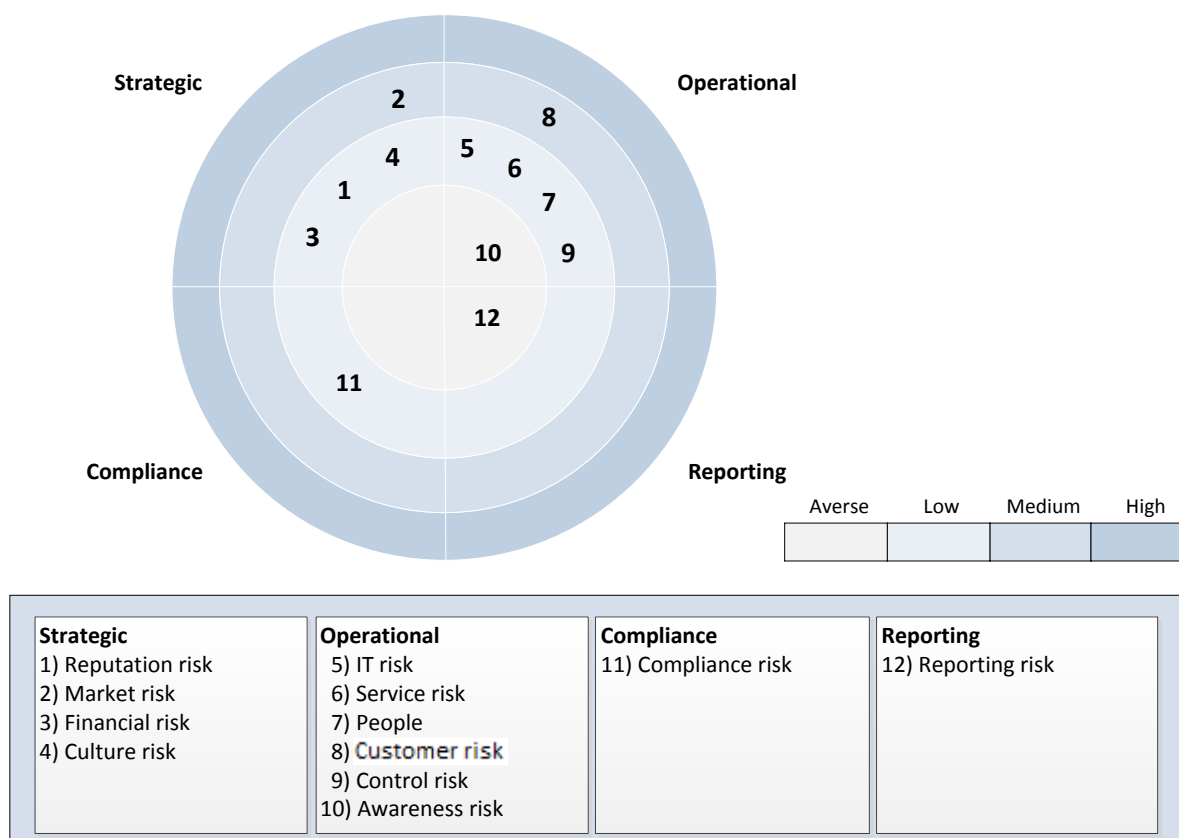 Strategic
Operational
2
8
5
4
6
1
7
3
10
9
12
11
Compliance
Reporting
Averse Low Medium High
Strategic
1) Reputation risk
2) Market risk
3) Financial risk
4) Culture risk
Operational
5) IT risk
6) Service risk
7) People
8) Customer risk
9) Control risk
10) Awareness risk
Compliance
11) Compliance risk
Reporting
12) Reporting risk